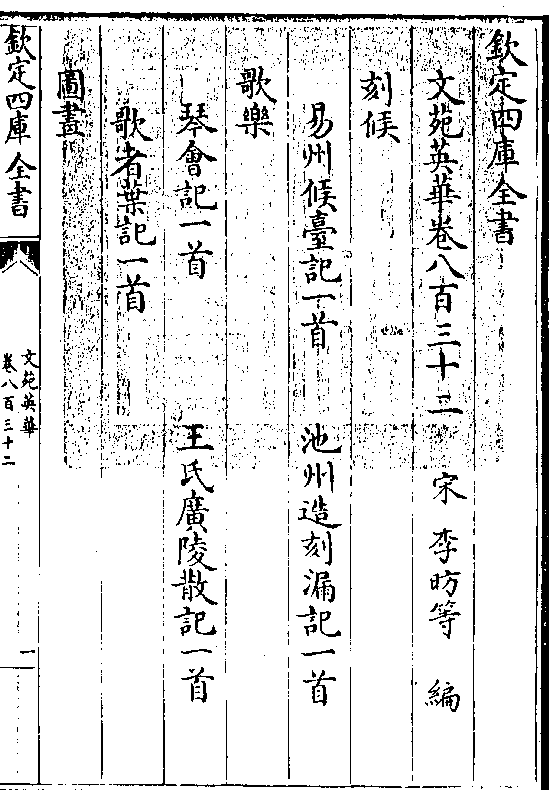 欽定四庫全書
文苑英華卷八百三十二
宋 李昉等 編
刻候
易州候臺記一首 池州造刻漏記一首
歌樂
琴會記一首 王氏廣陵散記一首
歌者葉記一首
圖畫
欽定四庫全書
文苑英華
卷八百三十二
一